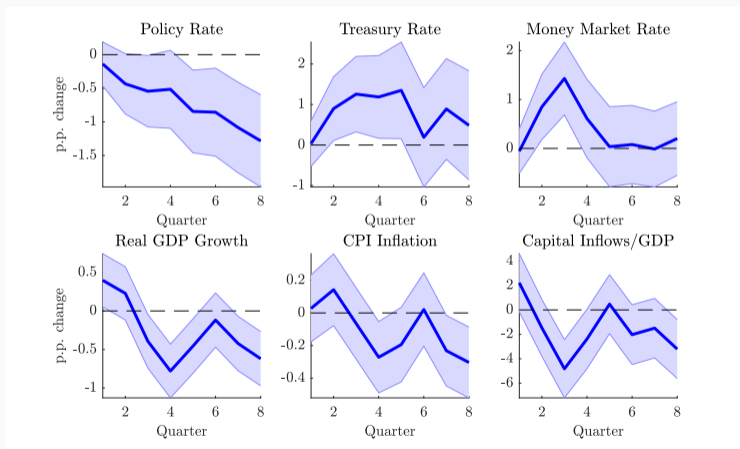 Policy Rate
Treasury Rate
Money Market Rate
0
-0.5
-1
-1.5
p.p. change
2 4 6 8
Quarter
2
1
0
-1
2 4 6 8
Quarter
2
1
0
2 4 6 8
Quarter
Real GDP Growth
CPI Inflation
Capital Inflows/GDP
0.5
0
-0.5
-1
p.p. change
2 4 6 8
Quarter
0.2
0
-0.2
-0.4
2 4 6 8
Quarter
4
2
0
-2
-4
-6
2 4 6 8
Quarter